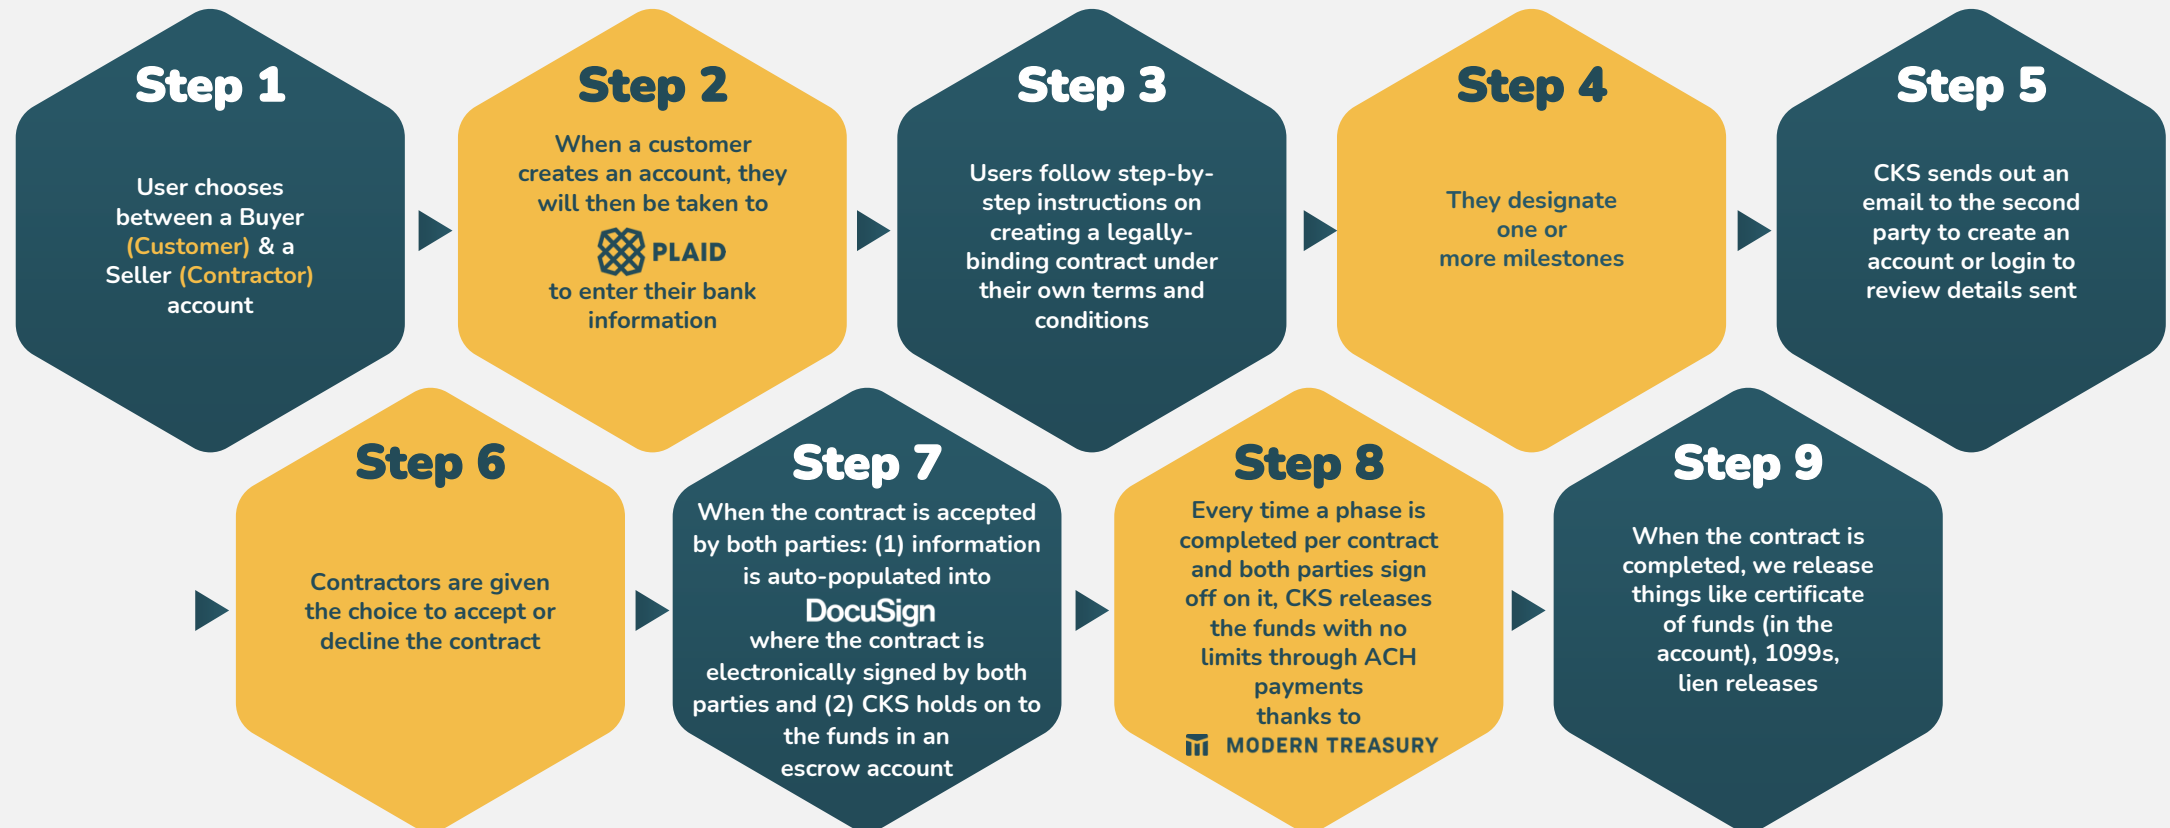 Step 1
User chooses
between a Buyer
(Customer) & a
Seller (Contractor)
account
Step 2
When a customer
creates an account, they
will then be taken to
PLAID
to enter their bank
information
Step 3
Users follow step-by-
step instructions on
creating a legally-
binding contract under
their own terms and
conditions
Step 4
They designate
one or
more milestones
Step 5
CKS sends out an
email to the second
party to create an
account or login to
review details sent
Step 6
Contractors are given
the choice to accept or
decline the contract
Step 7
When the contract is accepted
by both parties: (1) information
is auto-populated into
DocuSign
where the contract is
electronically signed by both
parties and (2) CKS holds on to
the funds in an
escrow account
Step 8
Every time a phase is
completed per contract
and both parties sign
off on it, CKS releases
the funds with no
limits through ACH
payments
thanks to
MODERN TREASURY
Step 9
When the contract is
completed, we release
things like certificate
of funds (in the
account), 1099s,
lien releases